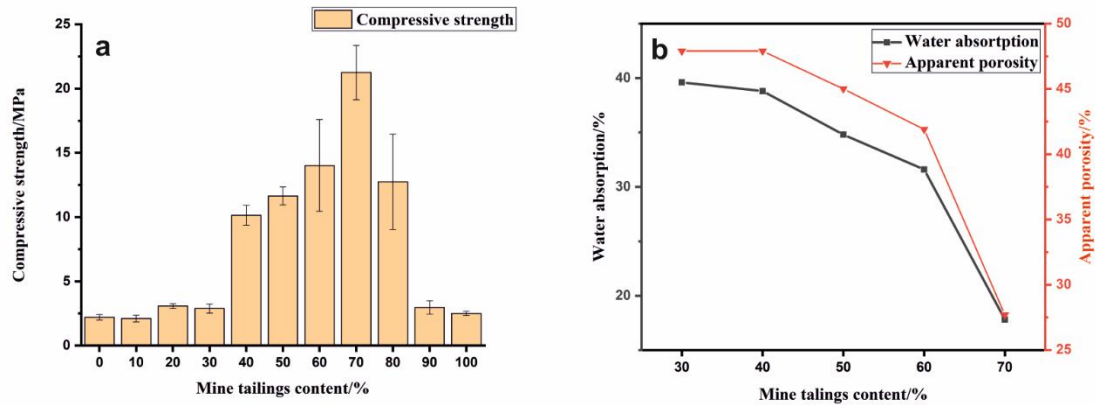 a
Compressive strength
Compressive strength/MPa
25
20
15
10
5
0
0 10 20 30 40 50 60 70 80 90 100
Mine tailings content/%
b
Water absortption
Apparent porosity
Water absorption/%
40
30
20
50
45
40
35
30
25
Apparent porosity/%
30 40 50 60 70
Mine talings content/%